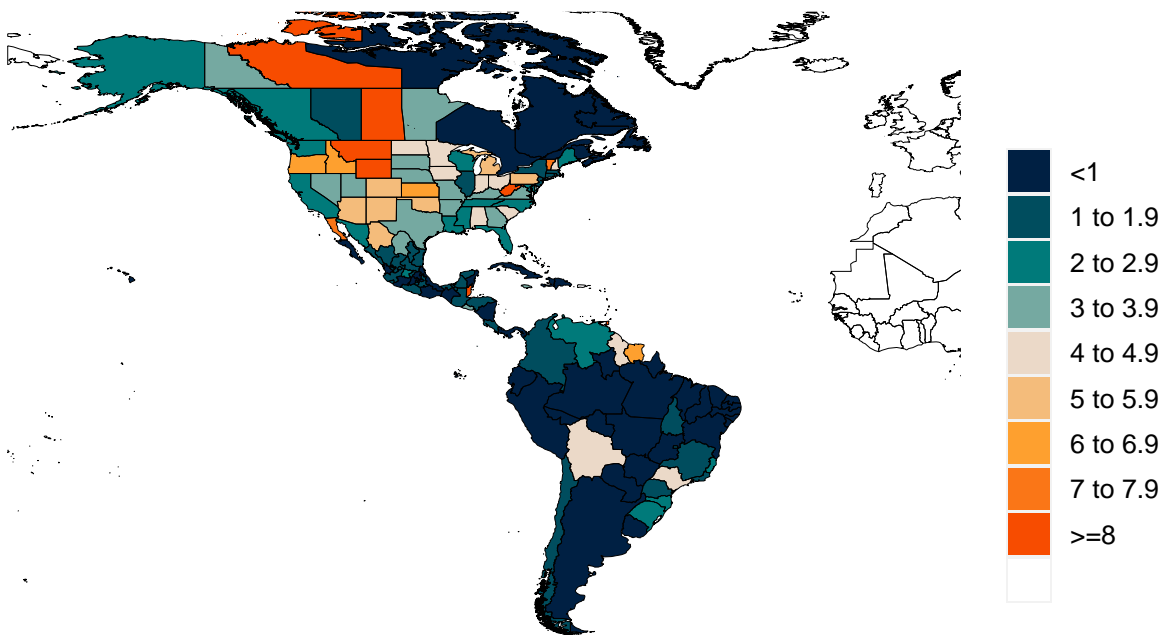 <1
1 to 1.9
2 to 2.9
3 to 3.9
4 to 4.9
5 to 5.9
6 to 6.9
7 to 7.9
>=8